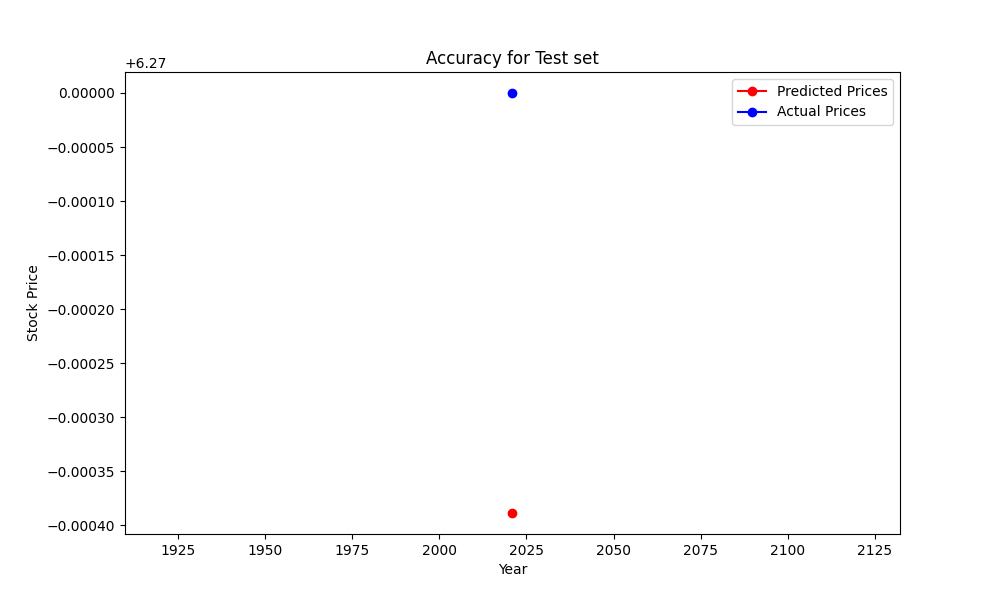 Accuracy for Test set
+6.27
0.00000
−0.00005
−0.00010
−0.00015
−0.00020
−0.00025
−0.00030
−0.00035
−0.00040
Stock Price
Predicted Prices
Actual Prices
1925 1950 1975 2000 2025 2050 2075 2100 2125
Year